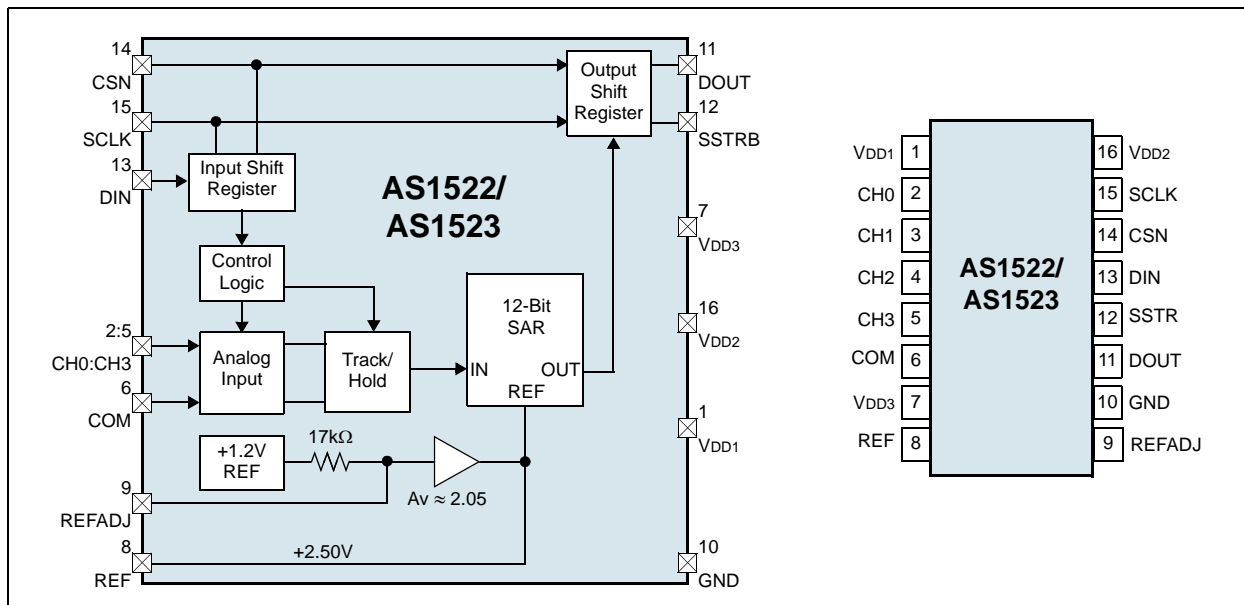 14
CSN
15
SCLK
13
DIN
Input Shift
Register
Control
Logic
2:5
CH0:CH3
6
COM
Analog
Input
Track/
Hold
+1.2V
REF
17kΩ
9
REFADJ
8
REF
+2.50V
Av ≈ 2.05
AS1522/
AS1523
12-Bit
SAR
IN
OUT
REF
Output
Shift
Register
11
DOUT
12
SSTRB
7
VDD3
16
VDD2
1
VDD1
10
GND
VDD1 1
CH0 2
CH1 3
CH2 4
CH3 5
COM 6
VDD3 7
REF 8
AS1522/
AS1523
16 VDD2
15 SCLK
14 CSN
13 DIN
12 SSTR
11 DOUT
10 GND
9 REFADJ